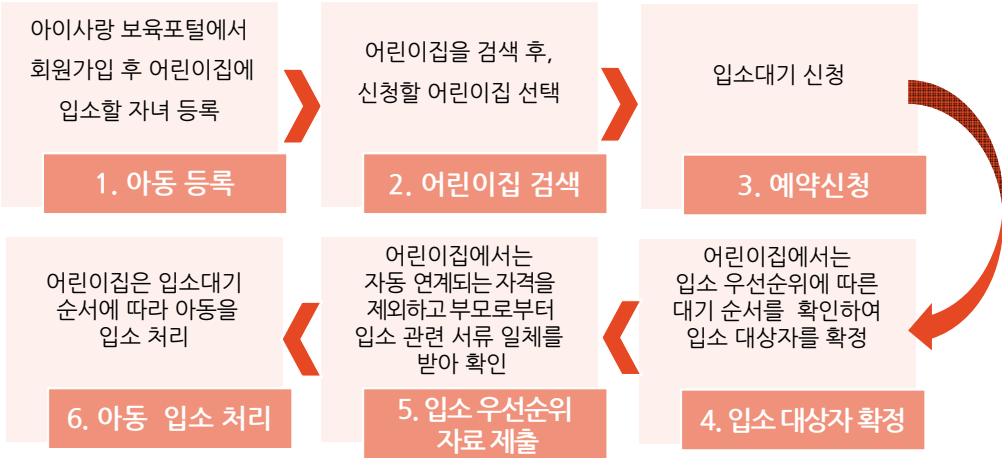 아이사랑 보육포털에서
회원가입 후 어린이집에
입소할 자녀 등록
1. 아동 등록
어린이집을 검색 후,
신청할 어린이집 선택
2. 어린이집 검색
입소대기 신청
3. 예약신청
어린이집에서는
입소 우선순위에 따른
대기 순서를 확인하여
입소 대상자를 확정
4. 입소 대상자 확정
어린이집에서는
자동 연계되는 자격을
제외하고 부모로부터
입소 관련 서류 일체를
받아 확인
5. 입소 우선순위
자료 제출
어린이집은 입소대기
순서에 따라 아동을
입소 처리
6. 아동 입소 처리